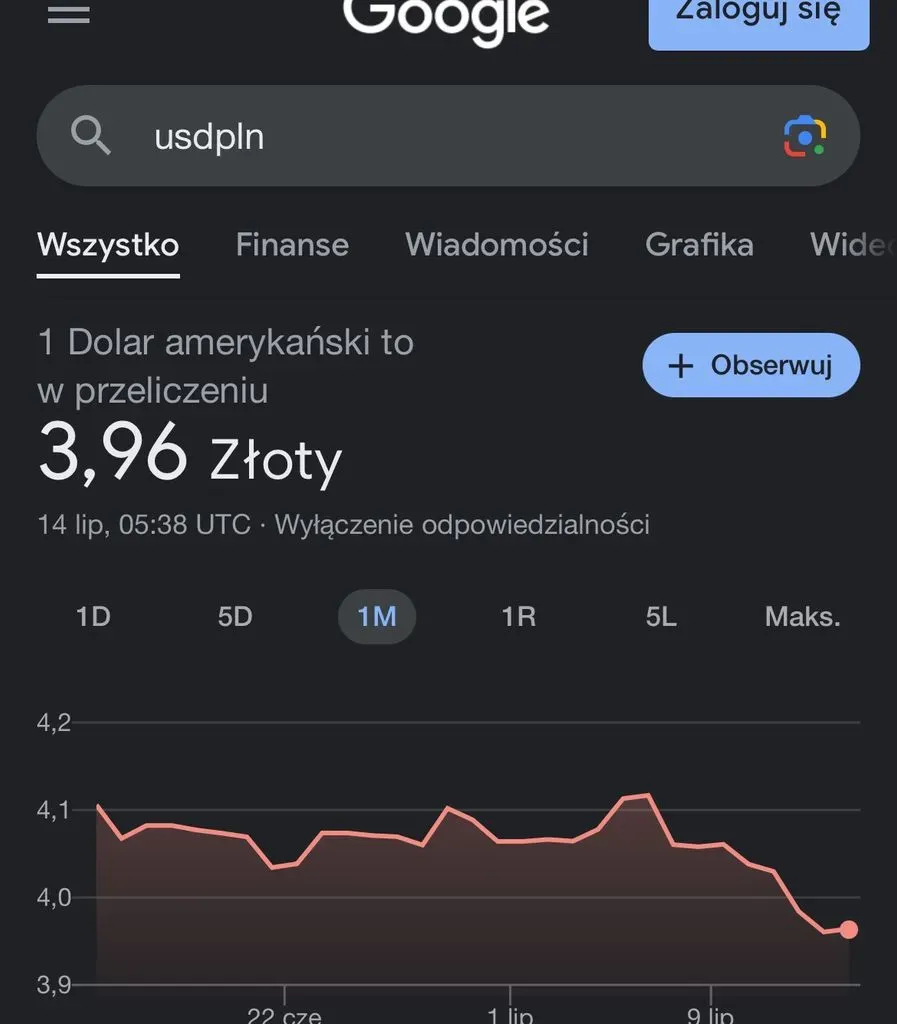 Google
Zaloguj się
usdpln
Wszystko Finanse Wiadomości Grafika Wideo
1 Dolar amerykański to
w przeliczeniu
+ Obserwuj
3,96 Złoty
14 lip, 05:38 UTC · Wyłączenie odpowiedzialności
1D 5D 1M 1R 5L Maks.
4,2
4,1
4,0
3,9
22 cze 1 lip 9 lip